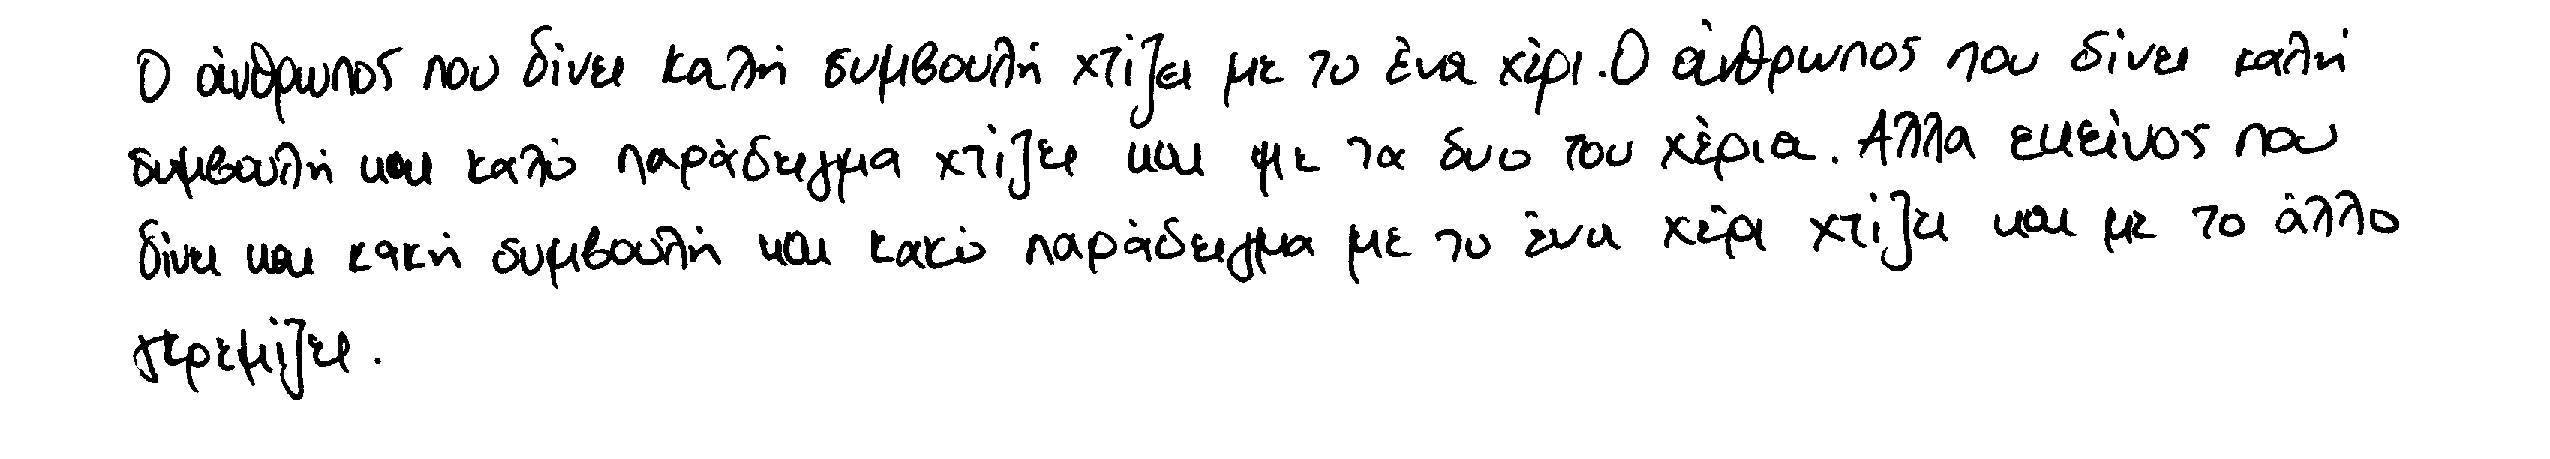 Ο άνθρωπος που δίνει καλή συμβουλή χτίζει με το ένα χέρι. Ο άνθρωπος που δίνει καλή
συμβουλή και καλό παράδειγμα χτίζει και με τα δυο του χέρια. Αλλα εκείνος που
δίνει και κακή συμβουλή και κακό παράδειγμα με το ένα χέρι χτίζει και με το άλλο
γκρεμίζει.